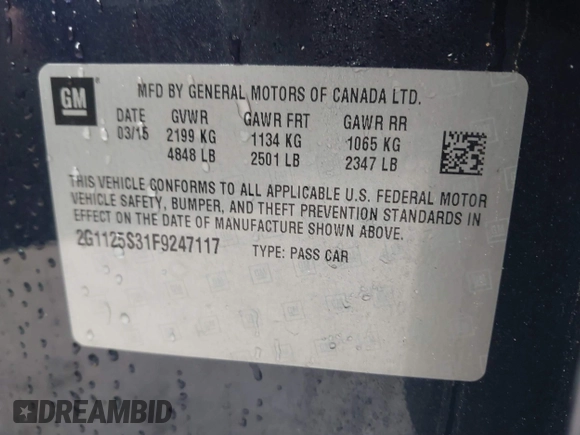 GM
MFD BY GENERAL MOTORS OF CANADA LTD.
DATE GVWR GAWR FRT GAWR RR
03/15 2199 KG 1134 KG 1065 KG
4848 LB 2501 LB 2347 LB
THIS VEHICLE CONFORMS TO ALL APPLICABLE U.S. FEDERAL MOTOR
VEHICLE SAFETY, BUMPER, AND THEFT PREVENTION STANDARDS IN
EFFECT ON THE DATE OF MANUFACTURE SHOWN ABOVE.
2G1125S31F9247117 TYPE: PASS CAR
DREAMBID